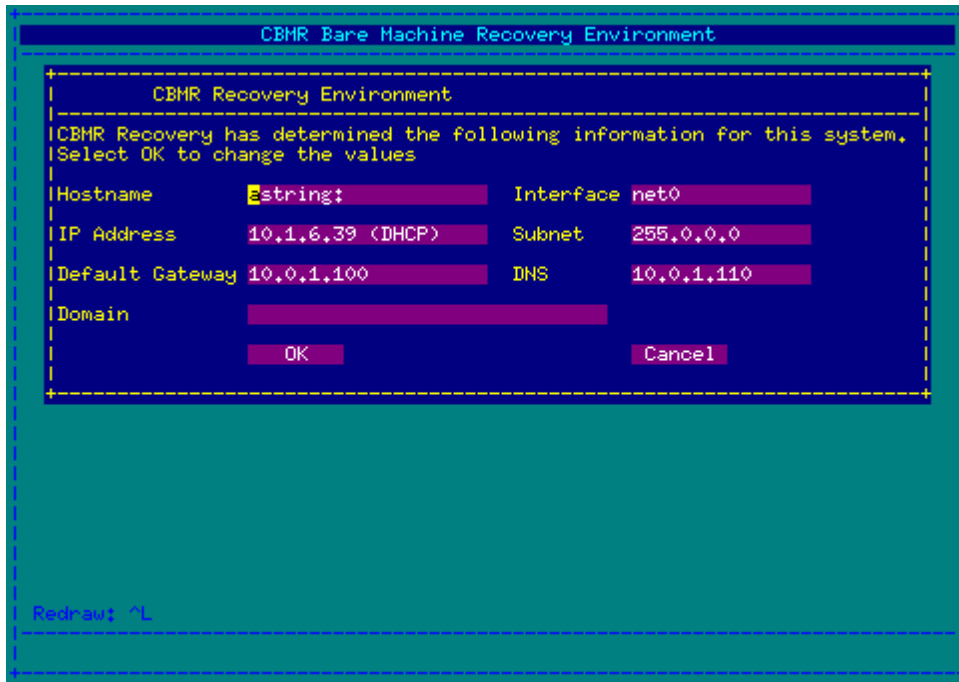 CBMR Bare Machine Recovery Environment
CBMR Recovery Environment
CBMR Recovery has determined the following information for this system.
Select OK to change the values
Hostname astring: Interface net0
IP Address 10.1.6.39 (DHCP) Subnet 255.0.0.0
Default Gateway 10.0.1.100 DNS 10.0.1.110
Domain
OK Cancel
Redraw: ^L